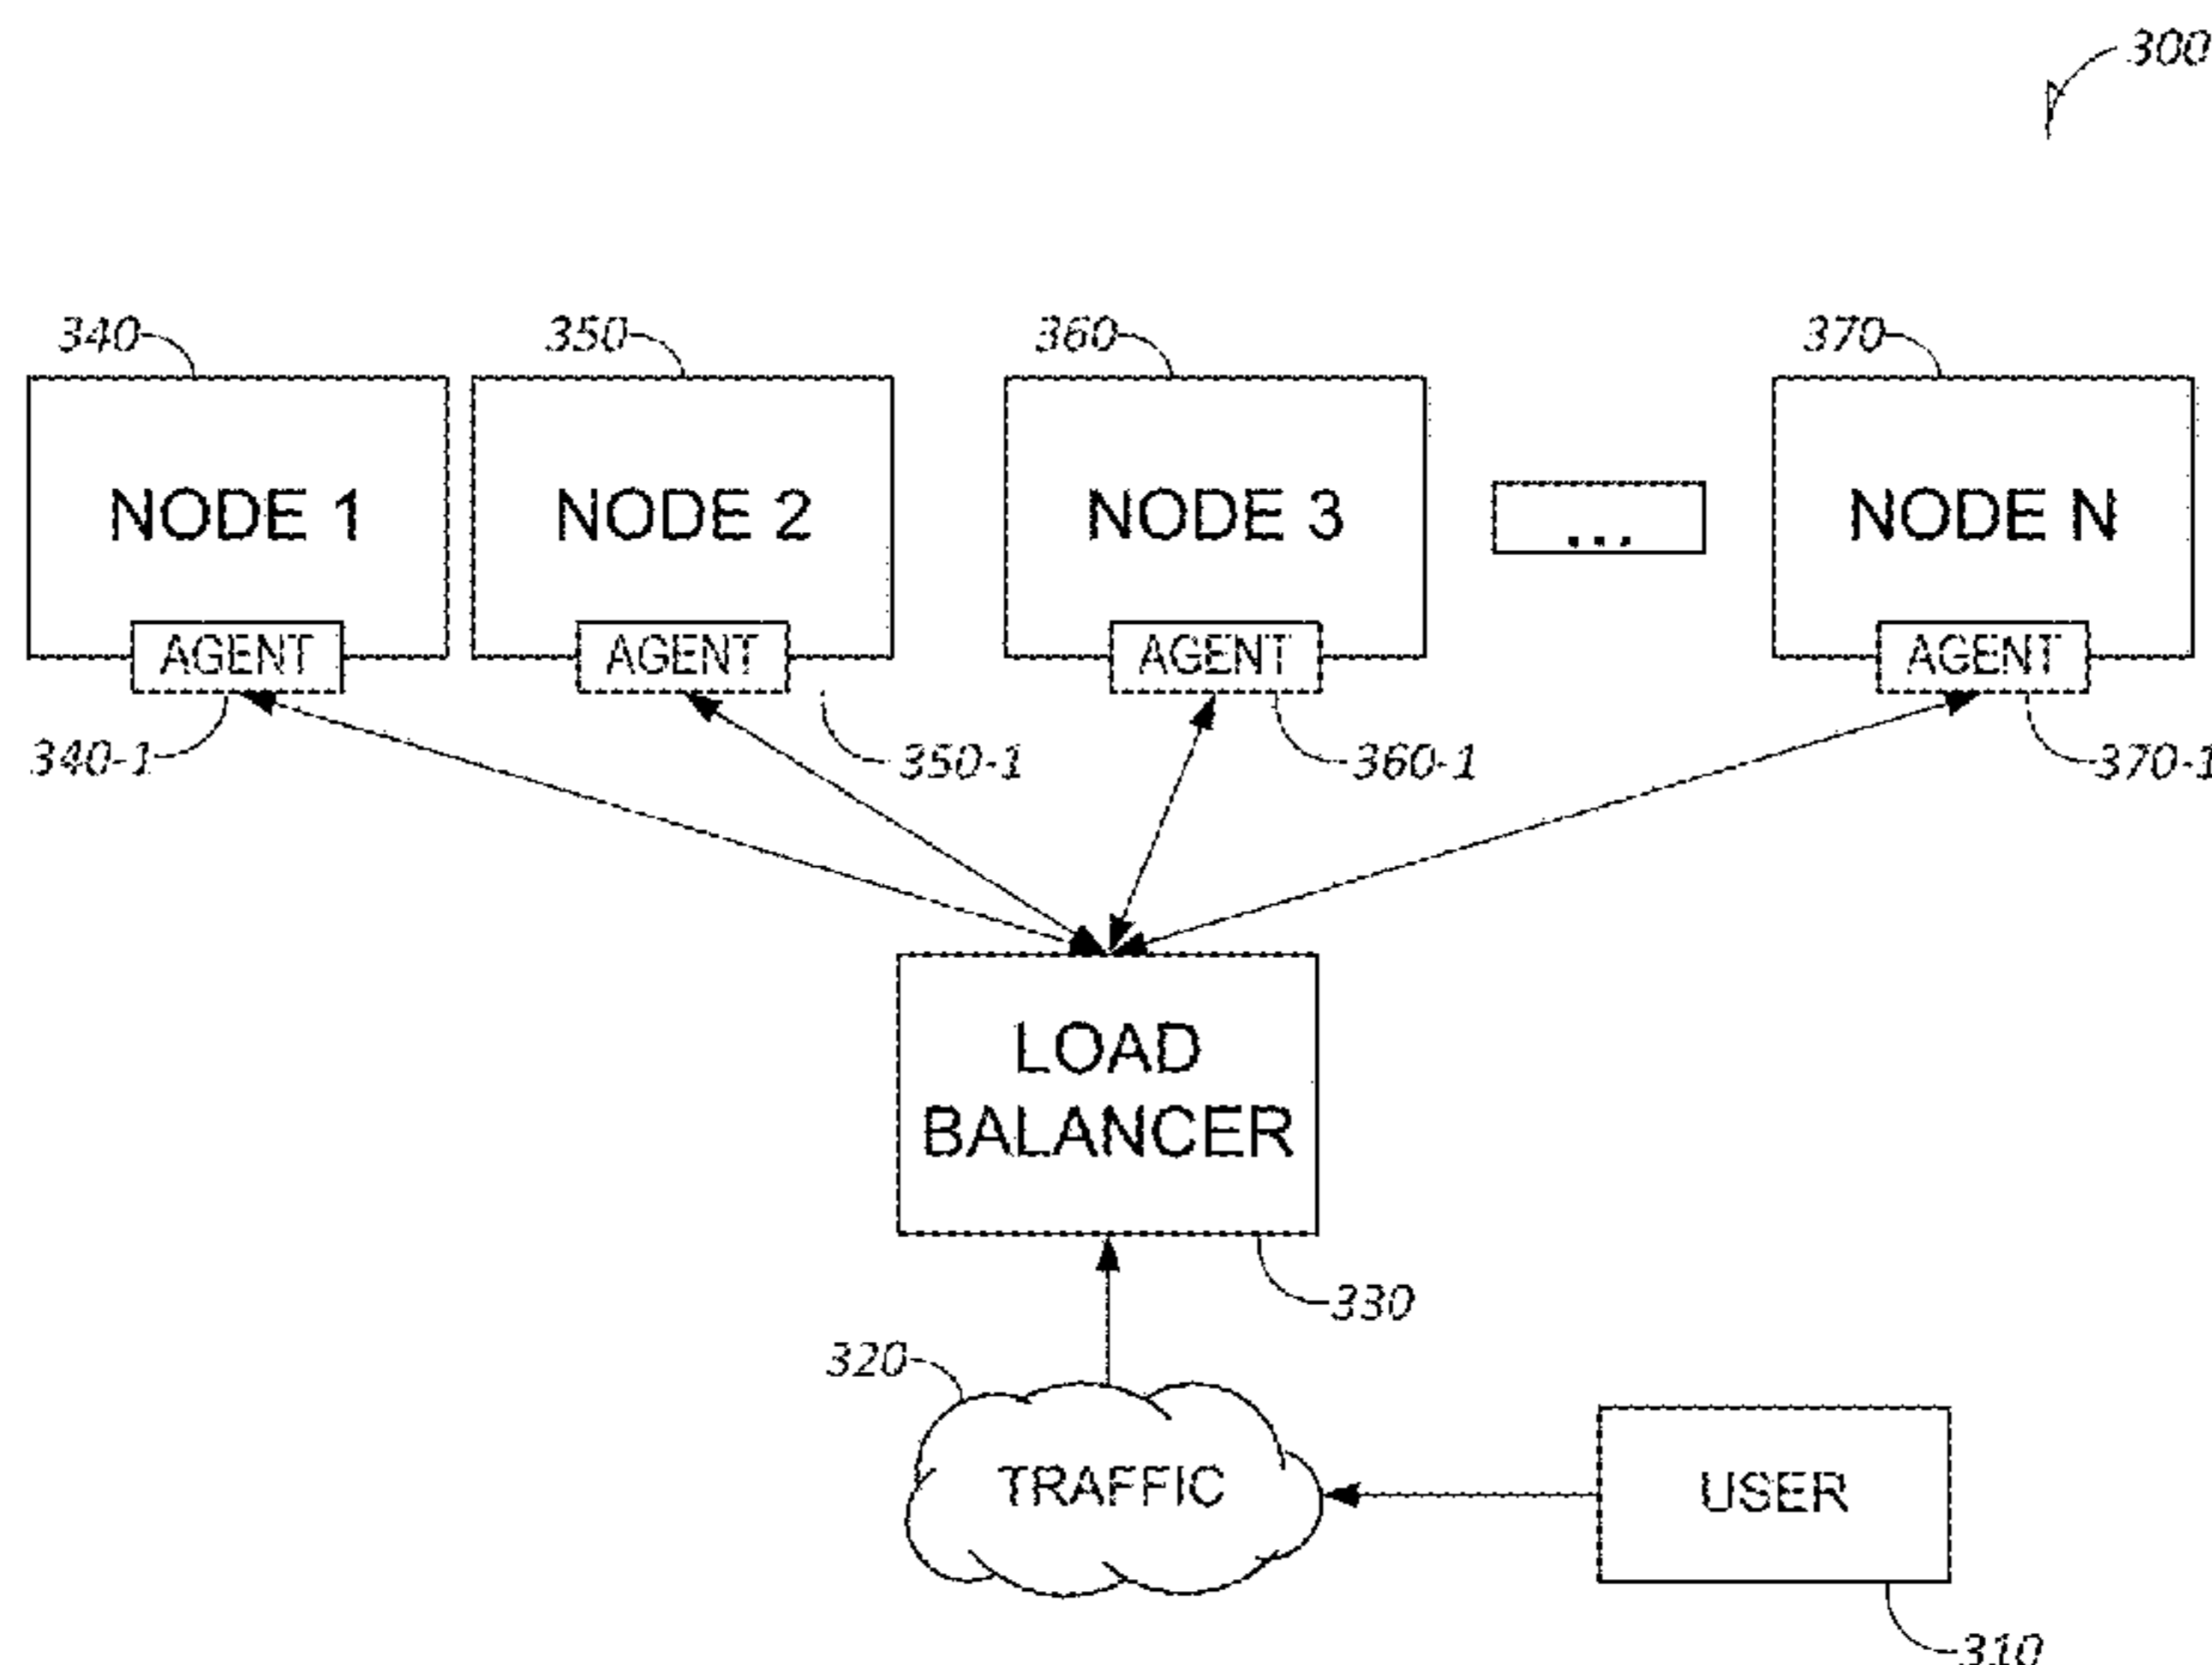 300
340
350
360
370
NODE 1
NODE 2
NODE 3
...
NODE N
AGENT
AGENT
AGENT
AGENT
340-1
350-1
360-1
370-1
LOAD
BALANCER
330
320
TRAFFIC
USER
310